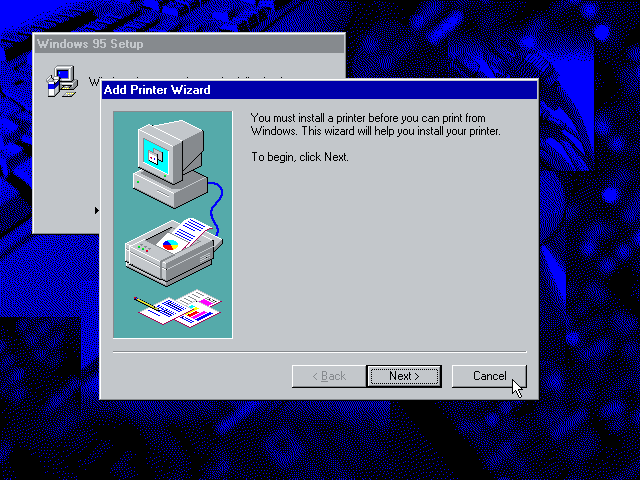 Windows 95 Setup
Add Printer Wizard
You must install a printer before you can print from
Windows. This wizard will help you install your printer.
To begin, click Next.
< Back
Next >
Cancel